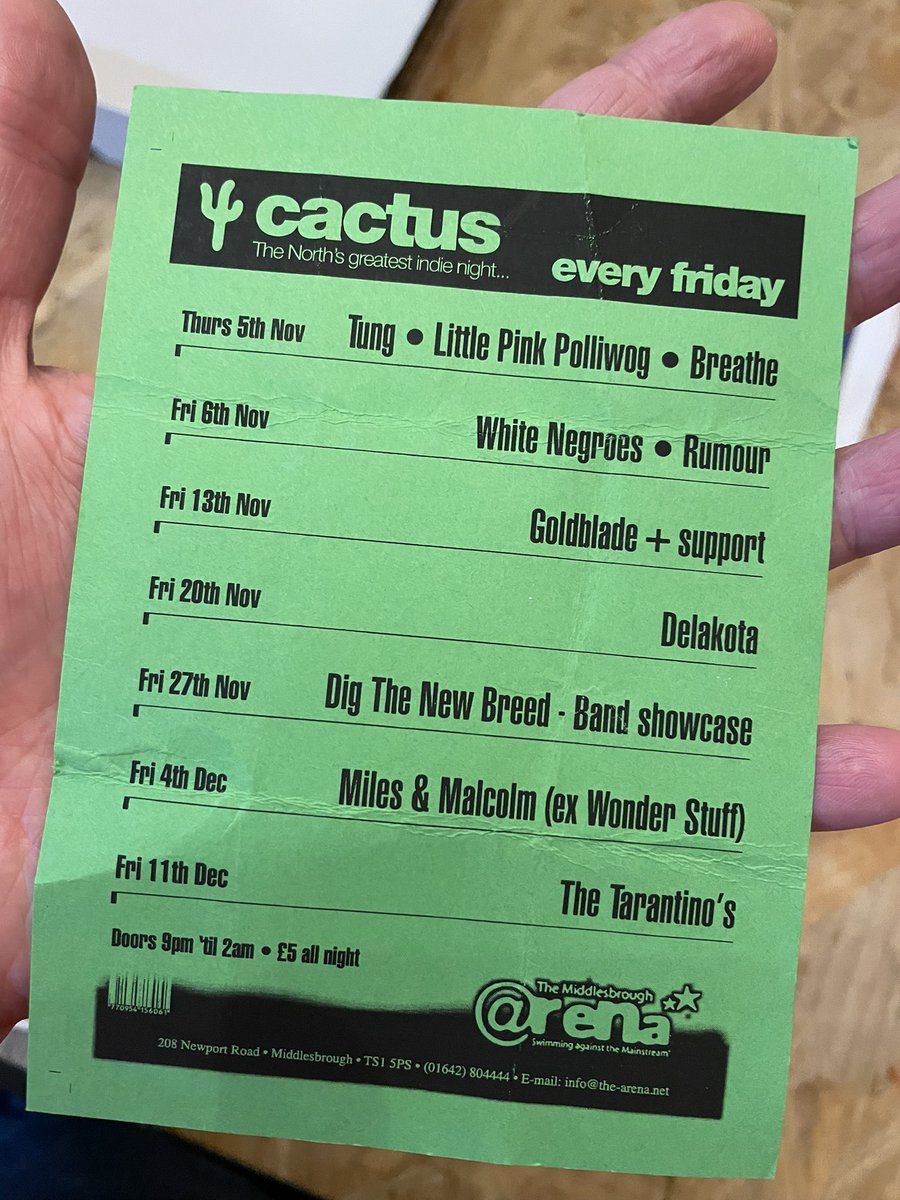 cactus
The North's greatest indie night...
every friday
Thurs 5th Nov Tung • Little Pink Polliwog • Breathe
Fri 6th Nov White Negroes • Rumour
Fri 13th Nov Goldblade + support
Fri 20th Nov Delakota
Fri 27th Nov Dig The New Breed - Band showcase
Fri 4th Dec Miles & Malcolm (ex Wonder Stuff)
Fri 11th Dec The Tarantino's
Doors 9pm 'til 2am • £5 all night
770954156061
The Middlesbrough
@rena
Swimming against the Mainstream
208 Newport Road • Middlesbrough • TS1 5PS • (01642) 804444 • E-mail: info@the-arena.net